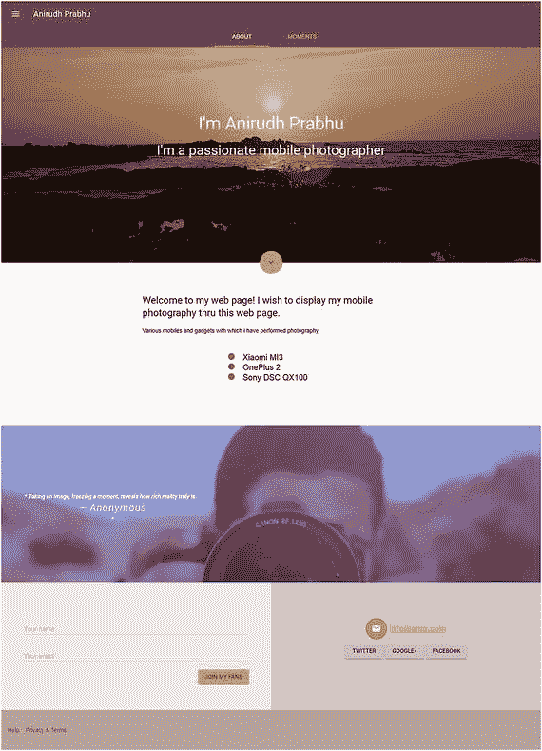 Anirudh Prabhu
ABOUT MOMENTS
I'm Anirudh Prabhu
I'm a passionate mobile photographer
Welcome to my web page! I wish to display my mobile
photography thru this web page.
Various mobiles and gadgets with which I have performed photography
Xiaomi MI3
OnePlus 2
Sony DSC QX100
" Taking an image, freezing a moment, reveals how rich reality truly is.
— Anonymous
CANON EF LENS
Your name
Your email
JOIN MY FANS
TWITTER GOOGLE+ FACEBOOK
Help Privacy & Terms